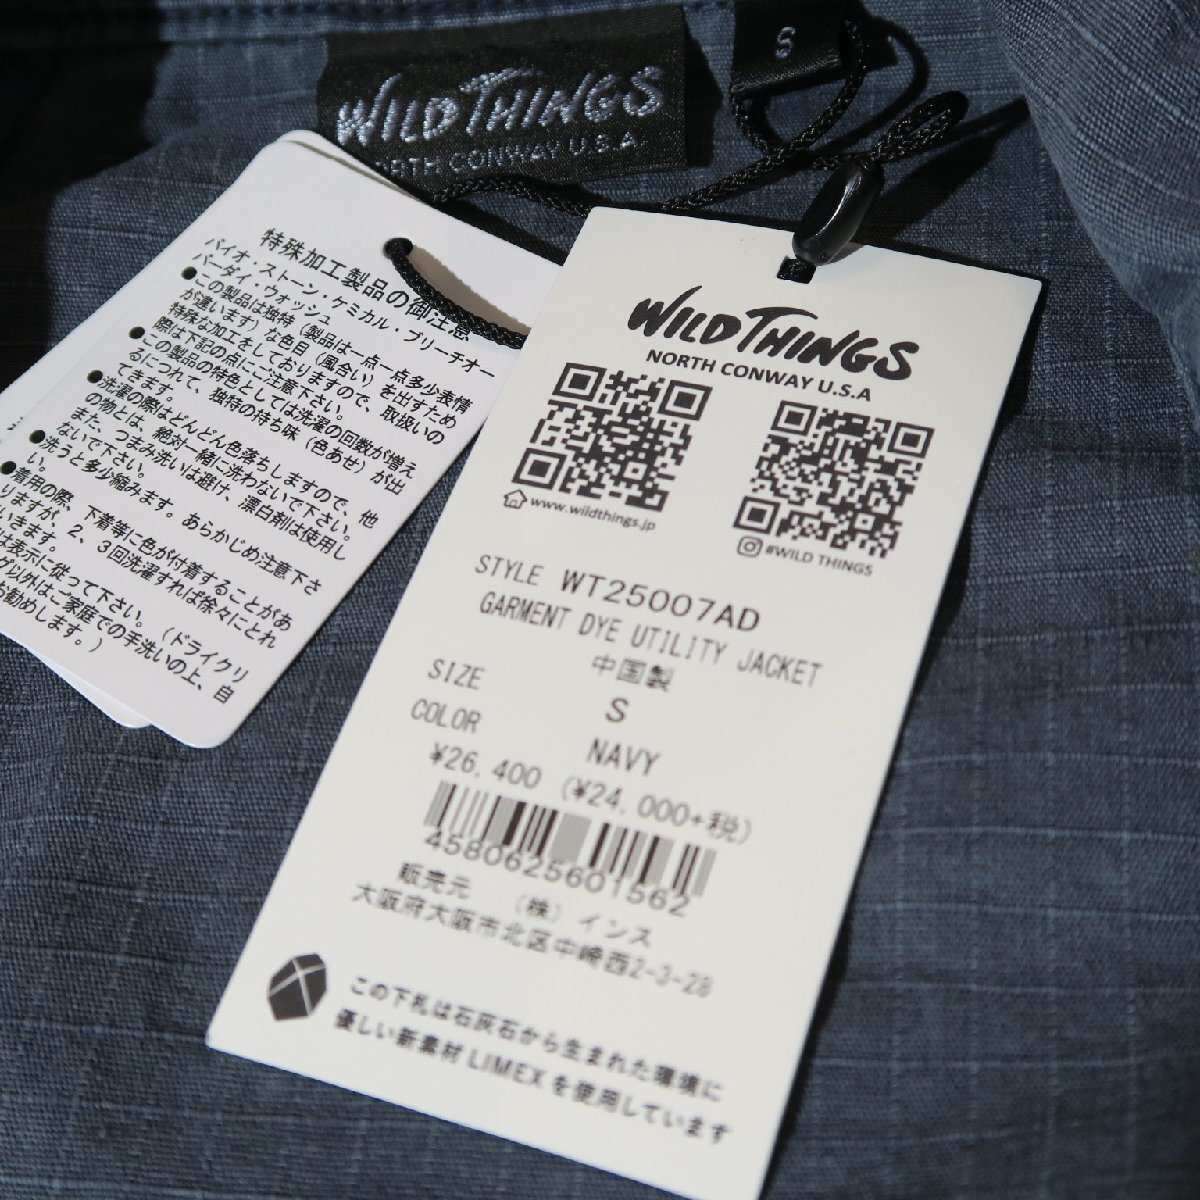 WILD THINGS
NORTH CONWAY U.S.A.
S
特殊加工製品の御注意
バイオ・ストーン・ケミカル・ブリーチオー
バーダイ・ウォッシュ
●この製品は独特(製品は一点一点多少表情
が違います)な色目(風合い)を出すため
特殊な加工をしておりますので、取扱いの
際は下記の点にご注意下さい。
●この製品の特色としては洗濯の回数が増え
るにつれて、独特の持ち味(色あせ)が出
てきます。
●洗濯の際はどんどん色落ちしますので、他
の物とは、絶対一緒に洗わないで下さい。
また、つまみ洗いは避け、漂白剤は使用し
ないで下さい。
●洗うと多少縮みます。あらかじめ注意下さ
い。
●着用の際、下着等に色が付着することがあ
りますが、2、3回洗濯すれば徐々にとれ
いきます。
は表示に従って下さい。(ドライクリ
グ以外はご家庭での手洗いの上、自
お勧めします。)
WILD THINGS
NORTH CONWAY U.S.A
www.wildthings.jp
#WILD THINGS
STYLE WT25007AD
GARMENT DYE UTILITY JACKET
中国製
SIZE S
COLOR NAVY
¥26,400 (¥24,000+税)
4580625601562
販売元 (株)インス
大阪府大阪市北区中崎西2-3-28
この下札は石灰石から生まれた環境に
優しい新素材 LIMEX を使用しています